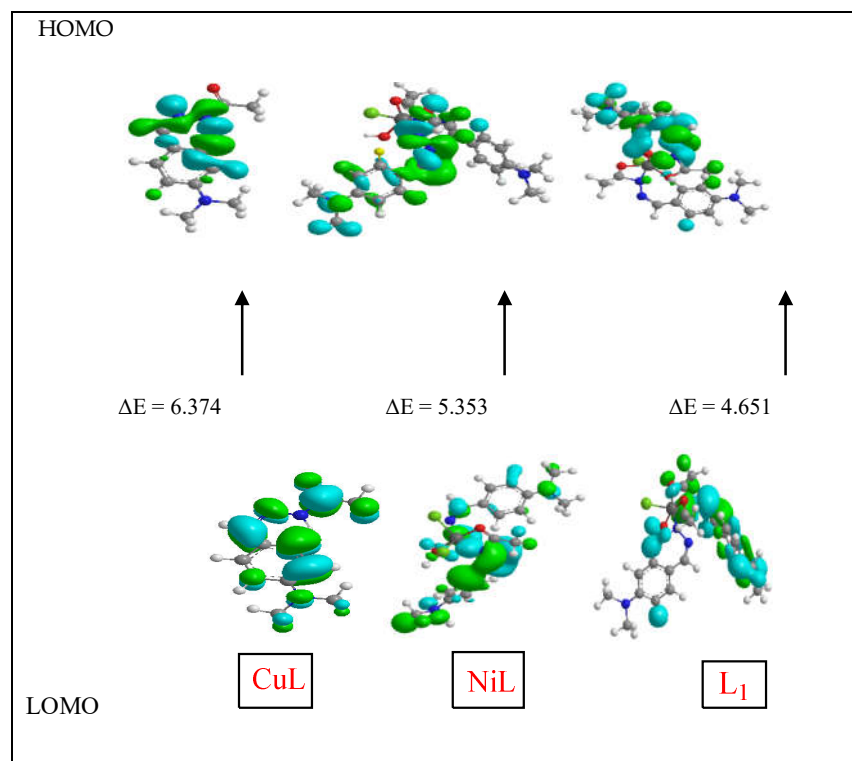 HOMO
ΔE = 6.374
ΔE = 5.353
ΔE = 4.651
CuL
NiL
L₁
LOMO